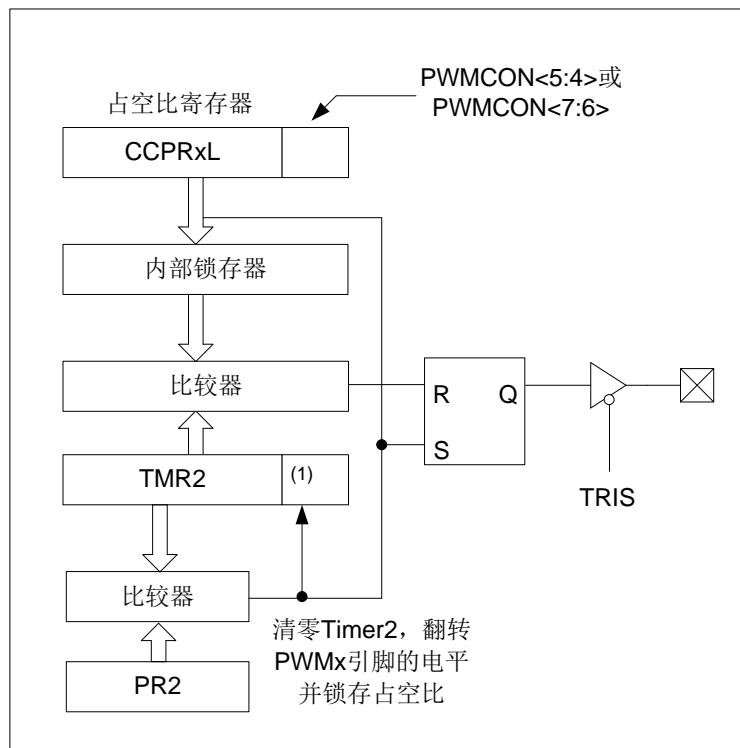 PWMCON<5:4>或
PWMCON<7:6>
占空比寄存器
CCPRxL
内部锁存器
比较器
R
Q
S
TMR2
(1)
TRIS
比较器
清零Timer2，翻转
PWMx引脚的电平
并锁存占空比
PR2